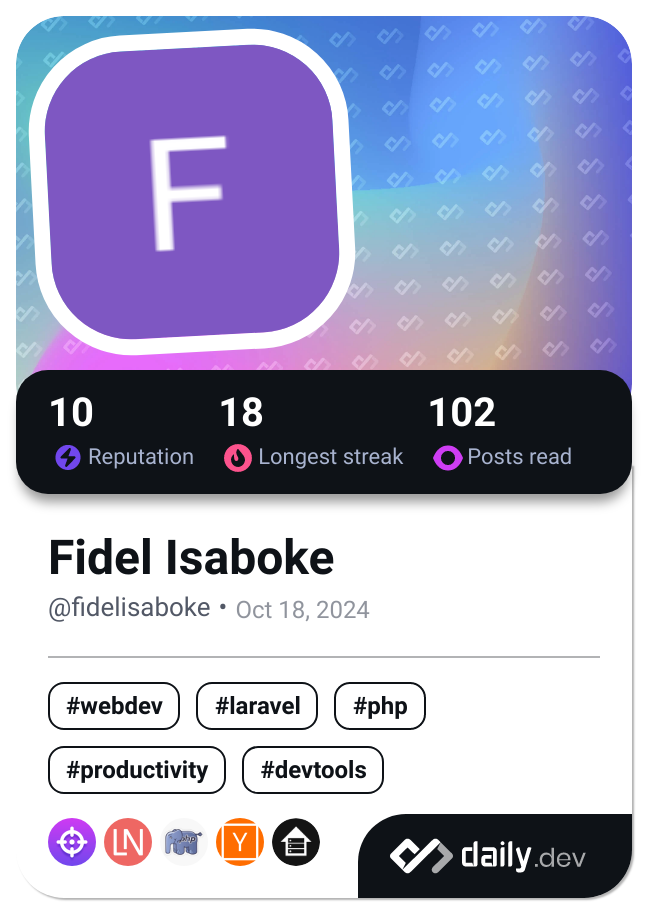 F
10 18 102
Reputation Longest streak Posts read
Fidel Isaboke
@fidelisaboke • Oct 18, 2024
#webdev #laravel #php
#productivity #devtools
LN php Y
daily.dev